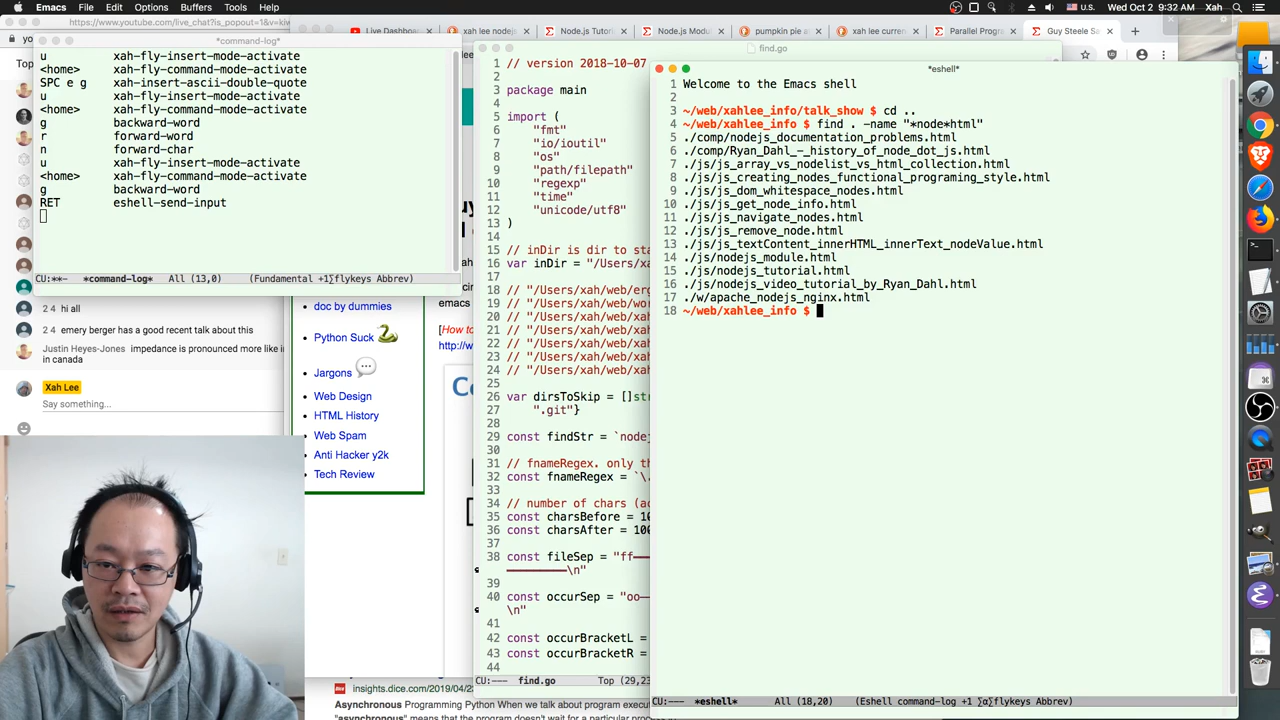 Emacs File Edit Options Buffers Tools Help
U.S. Wed Oct 2 9:32 AM Xah
https://www.youtube.com/live_chat?is_popout=1&v=ki
Live Dashboard
xah lee nodejs
Node.js Tutori
Node.js Modul
pumpkin pie a
xah lee curren
Parallel Progra
Guy Steele Sa
*command-log*
u xah-fly-insert-mode-activate
<home> xah-fly-command-mode-activate
SPC e g xah-insert-ascii-double-quote
u xah-fly-insert-mode-activate
<home> xah-fly-command-mode-activate
g backward-word
r forward-word
n forward-char
u xah-fly-insert-mode-activate
<home> xah-fly-command-mode-activate
g backward-word
RET eshell-send-input
CU:**- *command-log* All (13,0) (Fundamental +1∑flykeys Abbrev)
Top
2 4 hi all
2 4 emery berger has a good recent talk about this
Justin Heyes-Jones impedance is pronounced more like i
in canada
Xah Lee
Say something...
doc by dummies
Python Suck
Jargons
Web Design
HTML History
Web Spam
Anti Hacker y2k
Tech Review
emacs
[How to
http://w
insights.dice.com/2019/04/2
Asynchronous Programming Python When we talk about program execu
"asynchronous" means that the program doesn't wait for a particular process
find.go
1 // version 2018-10-07
2
3 package main
4
5 import (
6 "fmt"
7 "io/ioutil"
8 "os"
9 "path/filepath"
10 "regexp"
11 "time"
12 "unicode/utf8"
13 )
14
15 // inDir is dir to sta
16 var inDir = "/Users/xa
17
18 // "/Users/xah/web/erg
19 // "/Users/xah/web/wor
20 // "/Users/xah/web/xa
21 // "/Users/xah/web/xa
22 // "/Users/xah/web/xa
23 // "/Users/xah/web/xa
24 // "/Users/xah/web/xa
25
26 var dirsToSkip = []str
27 ".git"}
28
29 const findStr = `nodej
30
31 // fnameRegex. only th
32 const fnameRegex = `\.
33
34 // number of chars (ac
35 const charsBefore = 10
36 const charsAfter = 100
37
38 const fileSep = "ff━━
━━━━━━━━━\n"
39
40 const occurSep = "oo──
\n"
41
42 const occurBracketL =
43 const occurBracketR =
44
CU:--- find.go Top (29,23
*eshell*
1 Welcome to the Emacs shell
2
3 ~/web/xahlee_info/talk_show $ cd ..
4 ~/web/xahlee_info $ find . -name "*node*html"
5 ./comp/nodejs_documentation_problems.html
6 ./comp/Ryan_Dahl_—_history_of_node_dot_js.html
7 ./js/js_array_vs_nodelist_vs_html_collection.html
8 ./js/js_creating_nodes_functional_programing_style.html
9 ./js/js_dom_whitespace_nodes.html
10 ./js/js_get_node_info.html
11 ./js/js_navigate_nodes.html
12 ./js/js_remove_node.html
13 ./js/js_textContent_innerHTML_innerText_nodeValue.html
14 ./js/nodejs_module.html
15 ./js/nodejs_tutorial.html
16 ./js/nodejs_video_tutorial_by_Ryan_Dahl.html
17 ./w/apache_nodejs_nginx.html
18 ~/web/xahlee_info $
CU:--- *eshell* All (18,20) (Eshell command-log +1 ∑α∑flykeys Abbrev)